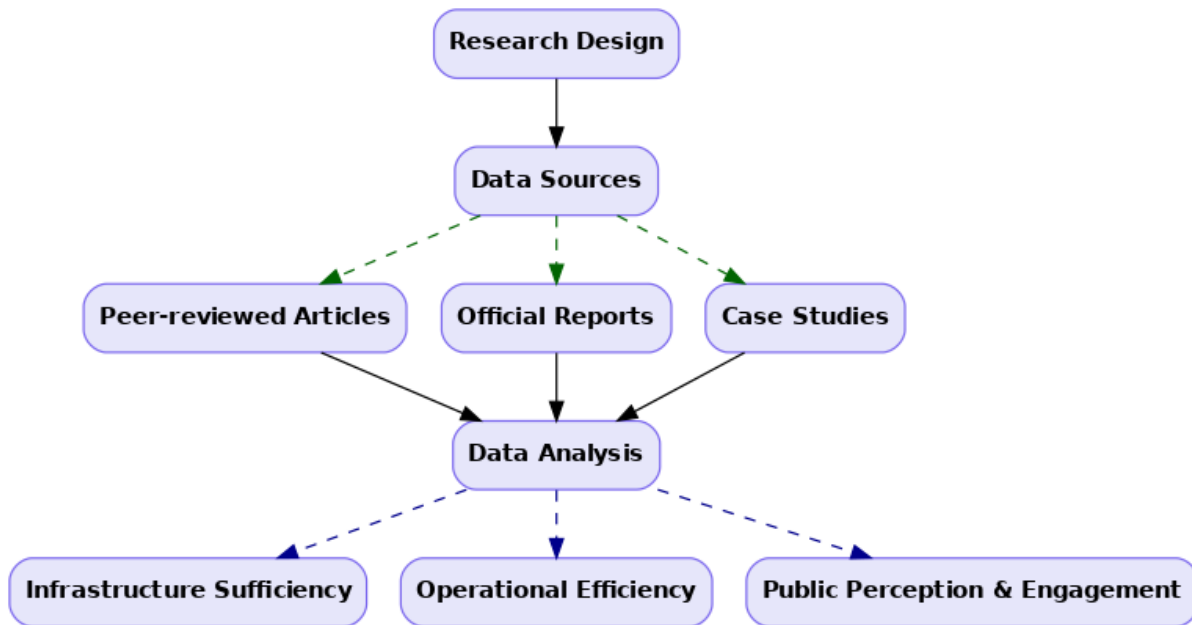 Research Design
Data Sources
Peer-reviewed Articles
Official Reports
Case Studies
Data Analysis
Infrastructure Sufficiency
Operational Efficiency
Public Perception & Engagement